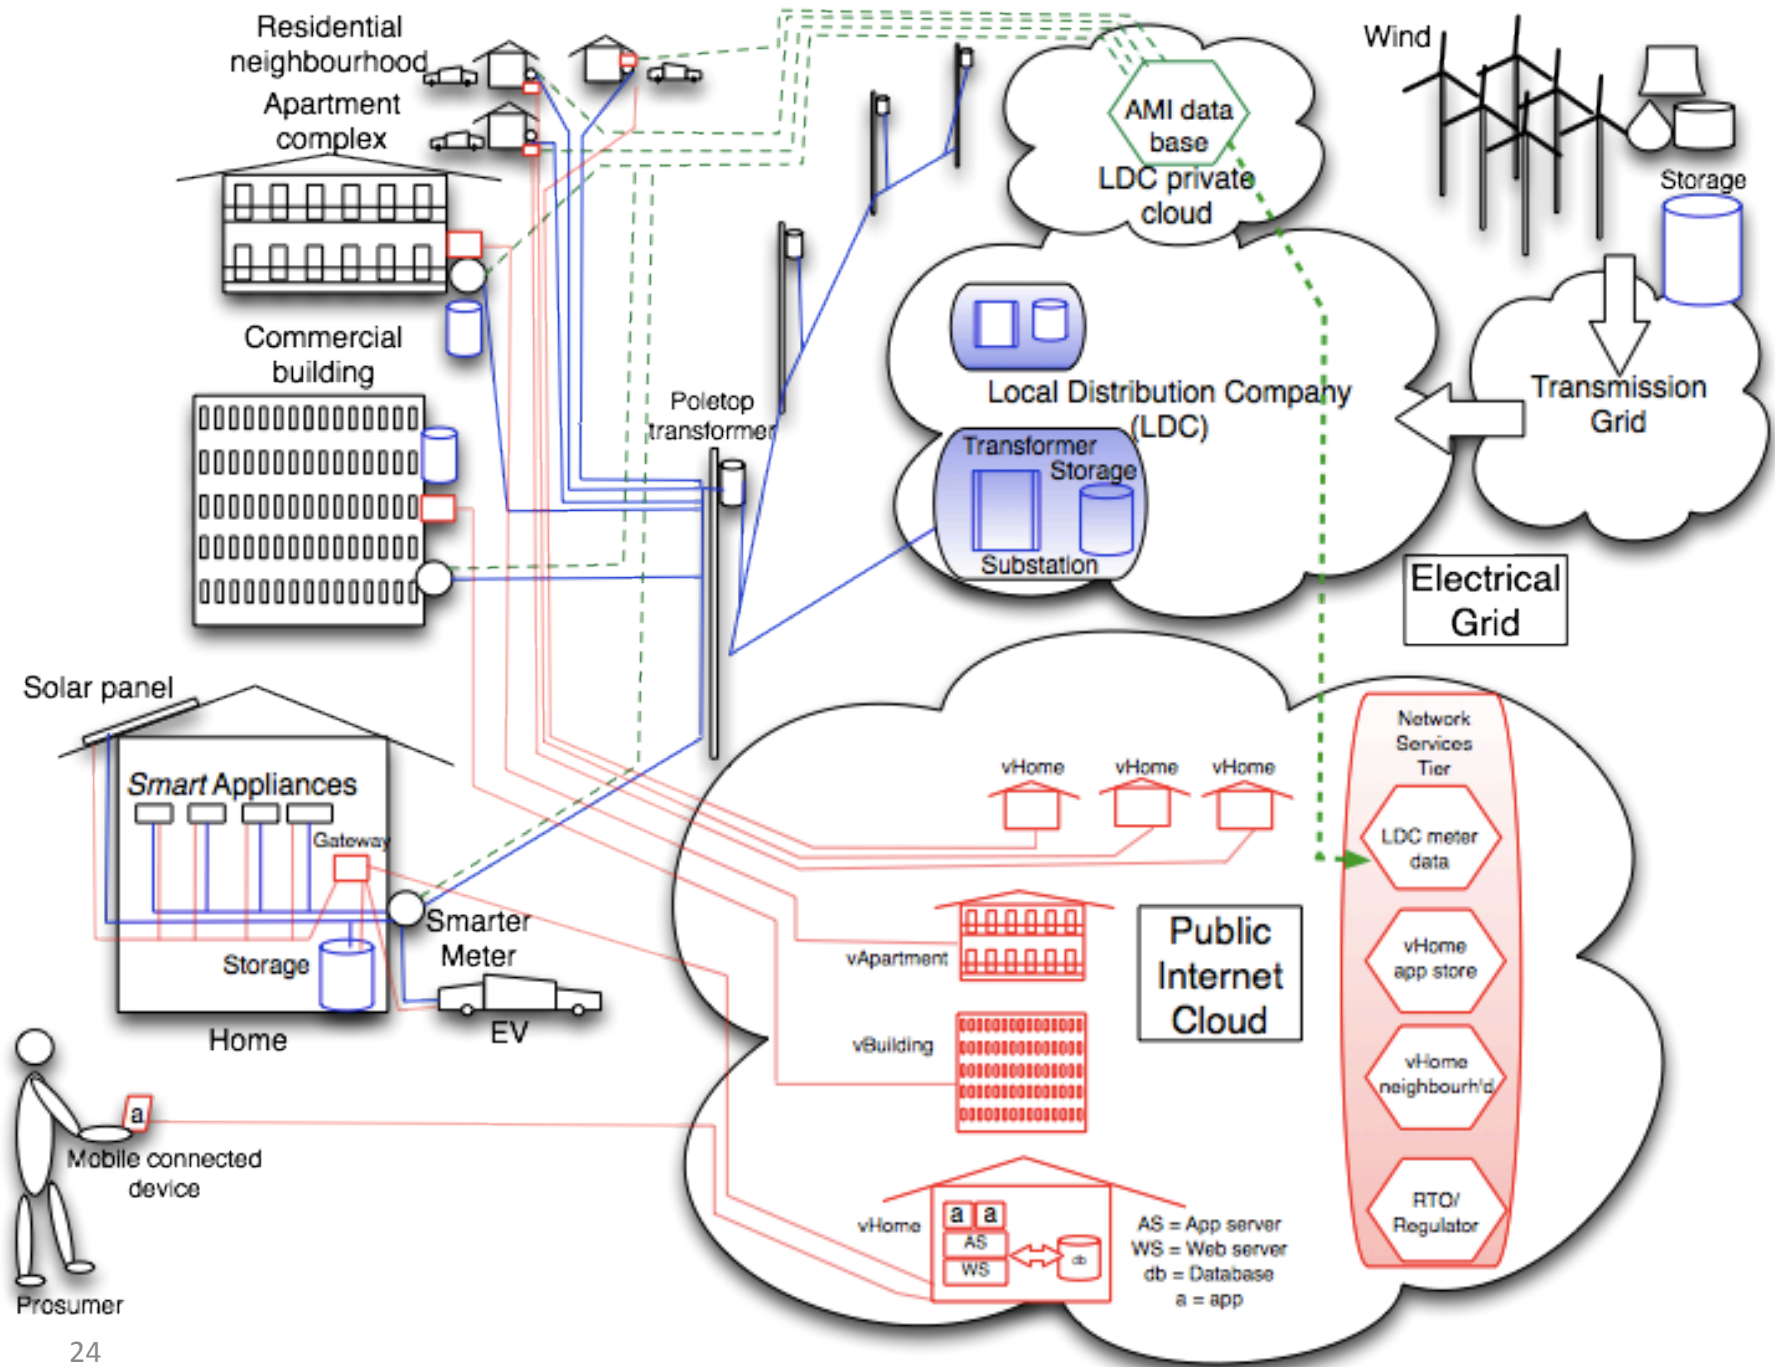 Residential
neighbourhood
Apartment
complex
Commercial
building
Poletop
transformer
AMI data
base
LDC private
cloud
Wind
Storage
Transmission
Grid
Local Distribution Company
(LDC)
Transformer
Storage
Substation
Electrical
Grid
Solar panel
Smart Appliances
Gateway
Storage
Smarter
Meter
EV
Home
a
Mobile connected
device
Prosumer
vHome
vHome
vHome
vApartment
Public
Internet
Cloud
vBuilding
vHome
a
a
AS
WS
db
AS = App server
WS = Web server
db = Database
a = app
Network
Services
Tier
LDC meter
data
vHome
app store
vHome
neighbourh'd
RTO/
Regulator
24